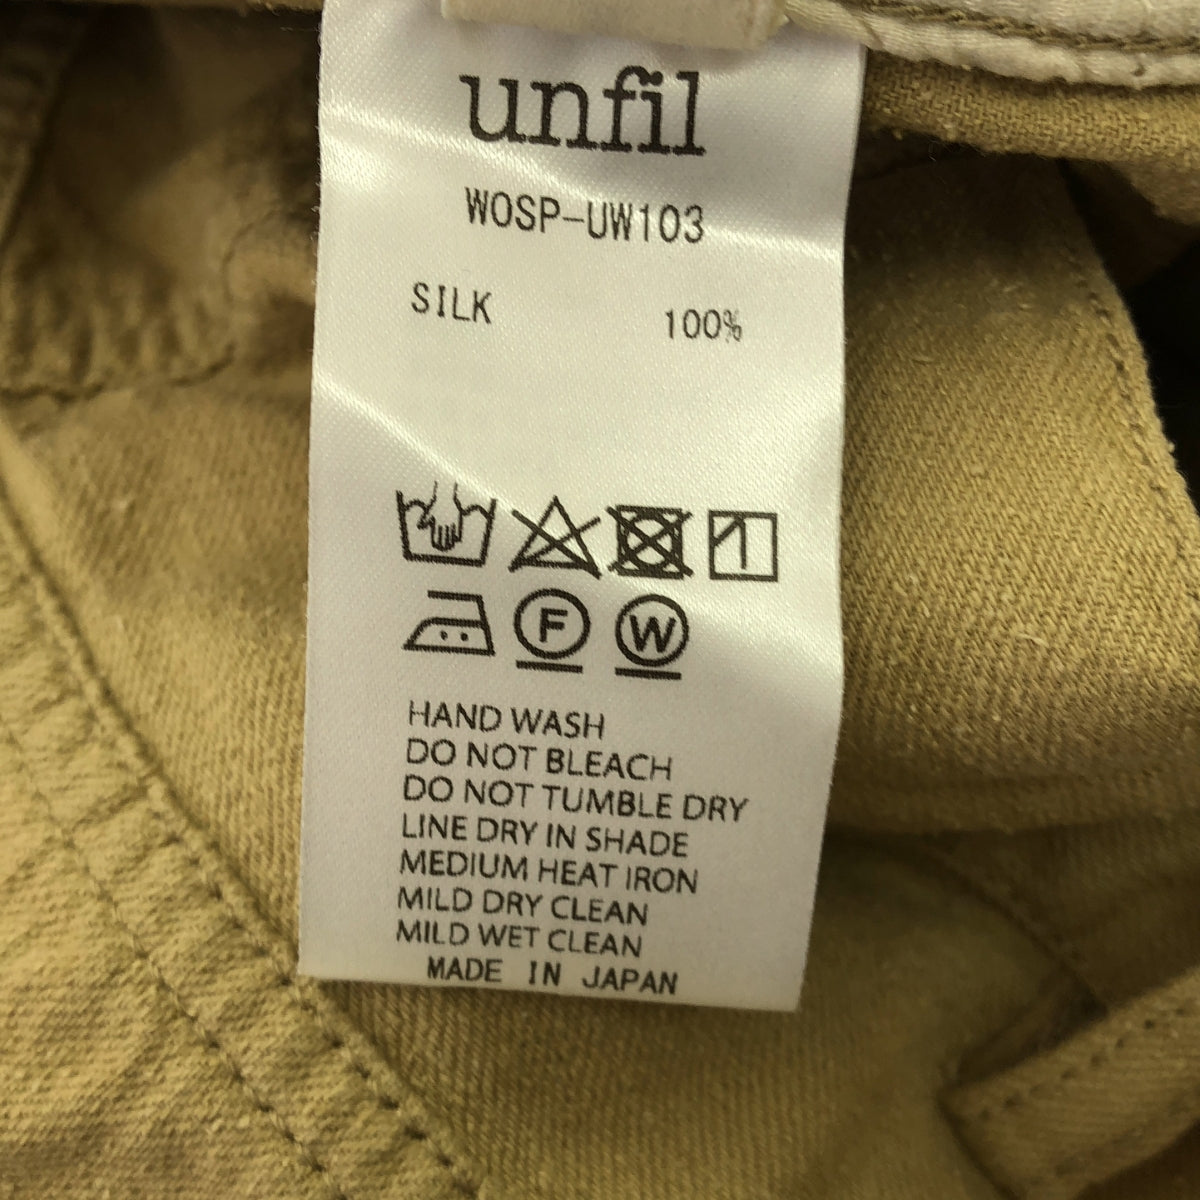 unfil
WOSP-UW103
SILK 100%
F W
HAND WASH
DO NOT BLEACH
DO NOT TUMBLE DRY
LINE DRY IN SHADE
MEDIUM HEAT IRON
MILD DRY CLEAN
MILD WET CLEAN
MADE IN JAPAN